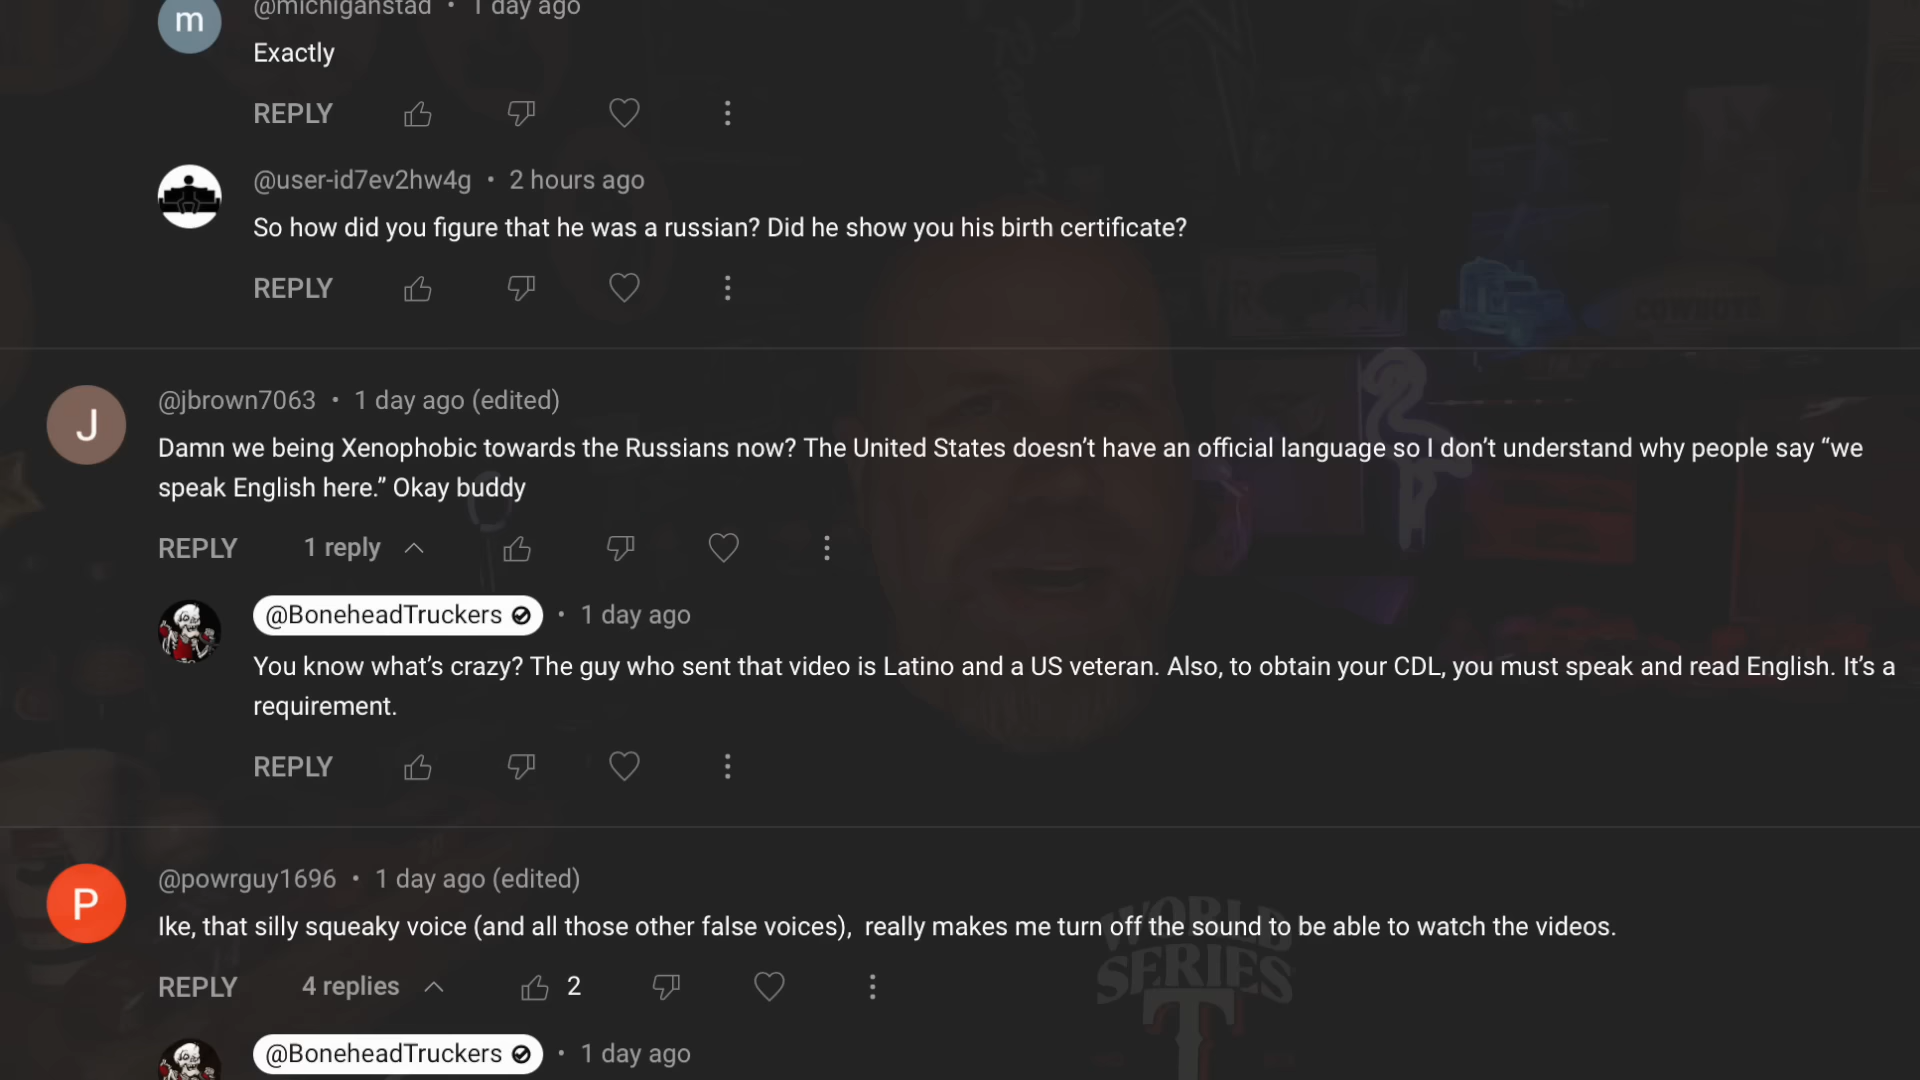 m
@michiganstad • 1 day ago
Exactly
REPLY
@user-id7ev2hw4g • 2 hours ago
So how did you figure that he was a russian? Did he show you his birth certificate?
REPLY
COWBOYS
J
@jbrown7063 • 1 day ago (edited)
Damn we being Xenophobic towards the Russians now? The United States doesn’t have an official language so I don’t understand why people say “we
speak English here.” Okay buddy
REPLY 1 reply
@BoneheadTruckers • 1 day ago
You know what’s crazy? The guy who sent that video is Latino and a US veteran. Also, to obtain your CDL, you must speak and read English. It’s a
requirement.
REPLY
P
@powrguy1696 • 1 day ago (edited)
Ike, that silly squeaky voice (and all those other false voices), really makes me turn off the sound to be able to watch the videos.
WORLD
SERIES
T
REPLY 4 replies 2
@BoneheadTruckers • 1 day ago